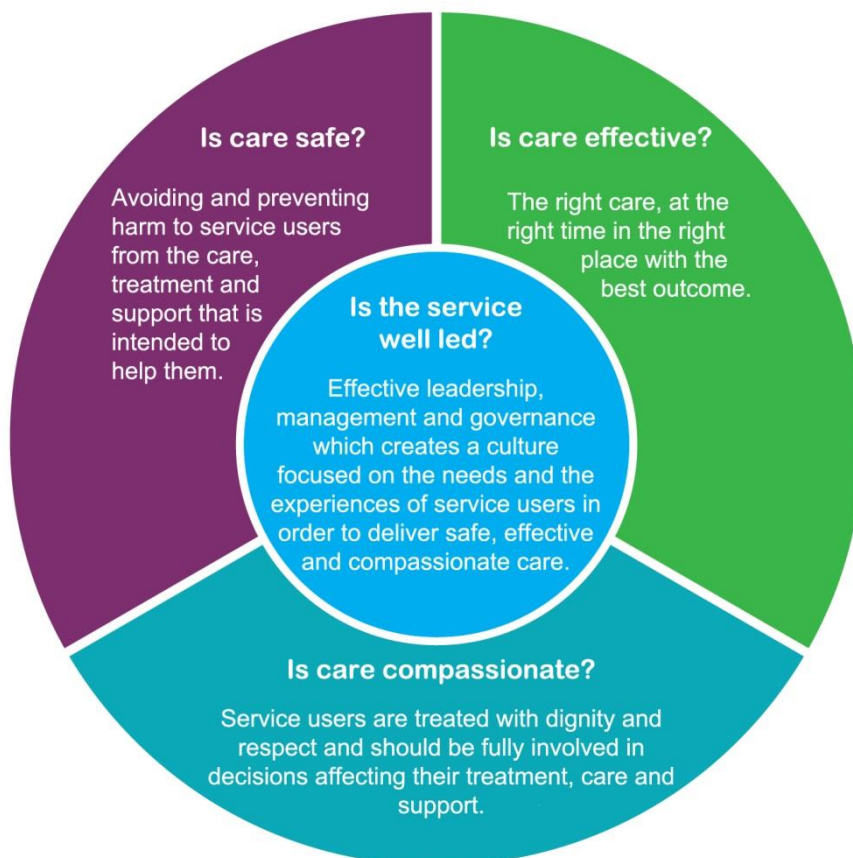 Is care safe?
Avoiding and preventing
harm to service users
from the care,
treatment and
support that is
intended to
help them.
Is care effective?
The right care, at the
right time in the right
place with the
best outcome.
Is the service
well led?
Effective leadership,
management and governance
which creates a culture
focused on the needs and the
experiences of service users in
order to deliver safe, effective
and compassionate care.
Is care compassionate?
Service users are treated with dignity and
respect and should be fully involved in
decisions affecting their treatment, care and
support.